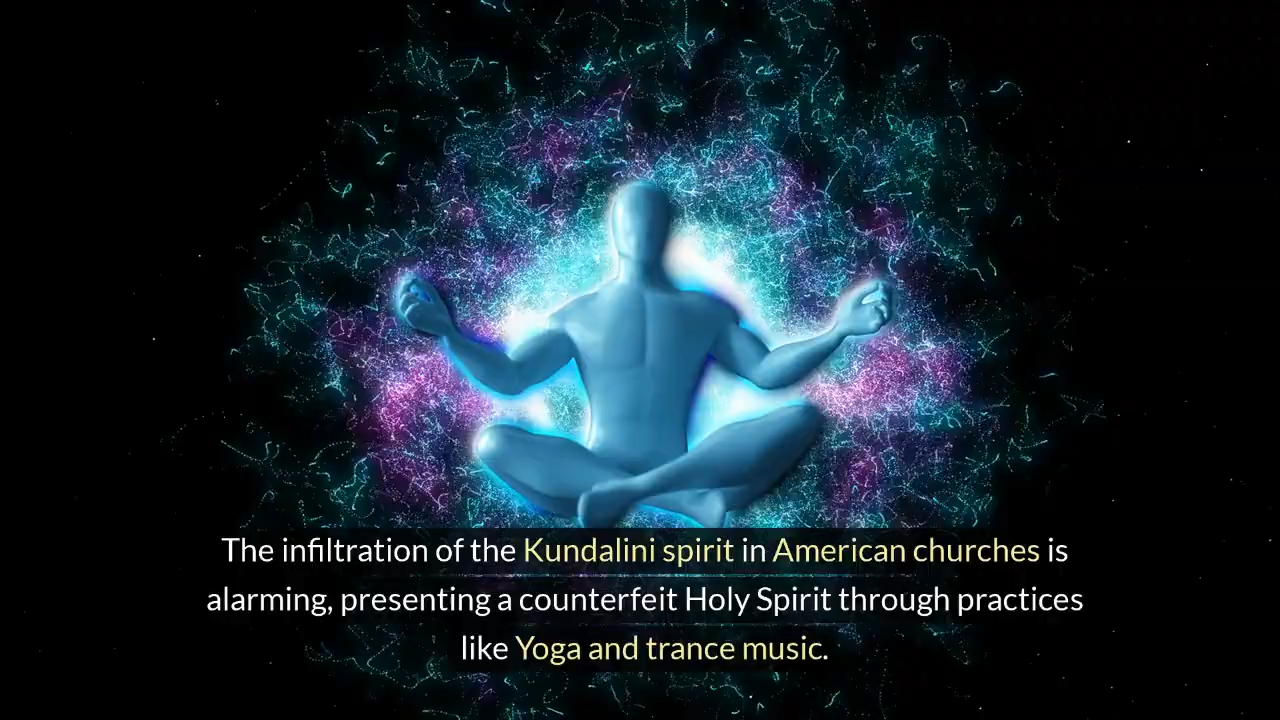 The infiltration of the Kundalini spirit in American churches is
alarming, presenting a counterfeit Holy Spirit through practices
like Yoga and trance music.